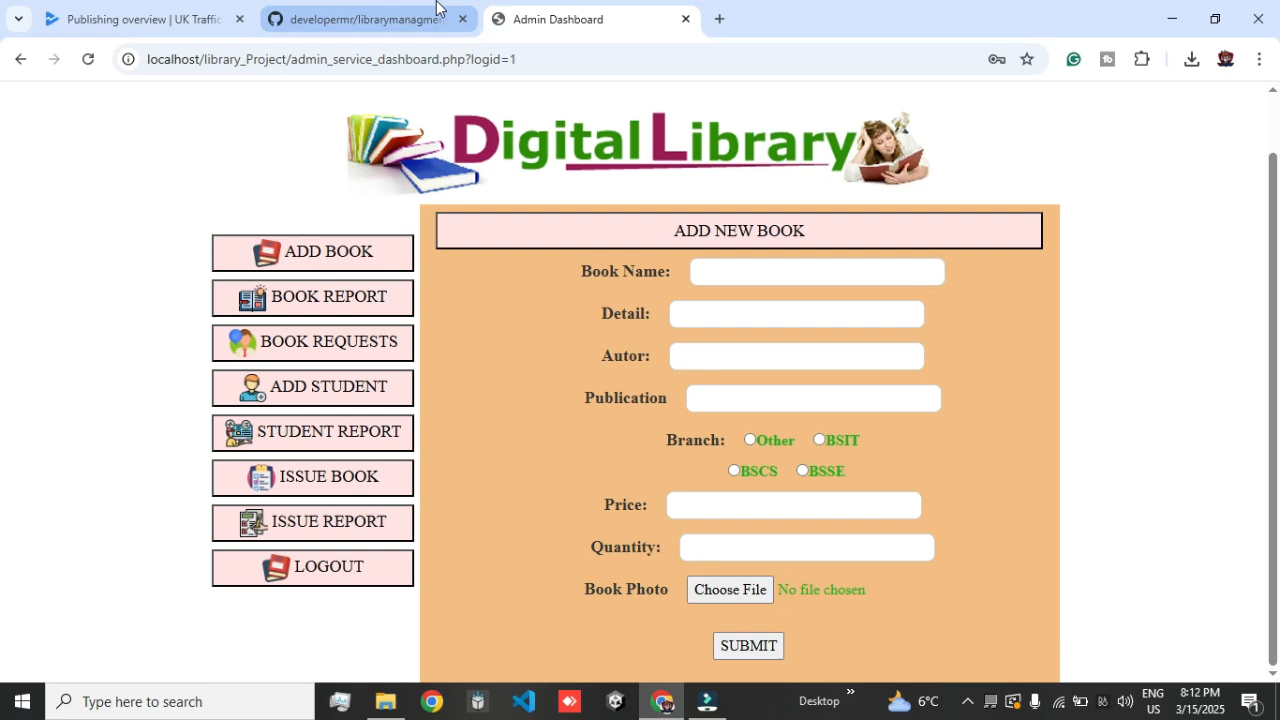 Publishing overview | UK Traffic
developermr/librarymanagmen
Admin Dashboard
localhost/library_Project/admin_service_dashboard.php?logid=1
Digital Library
ADD BOOK
BOOK REPORT
BOOK REQUESTS
ADD STUDENT
STUDENT REPORT
ISSUE BOOK
ISSUE REPORT
LOGOUT
ADD NEW BOOK
Book Name:
Detail:
Autor:
Publication
Branch: Other BSIT
BSCS BSSE
Price:
Quantity:
Book Photo Choose File No file chosen
SUBMIT
Type here to search
Desktop
6°C
ENG
US
8:12 PM
3/15/2025